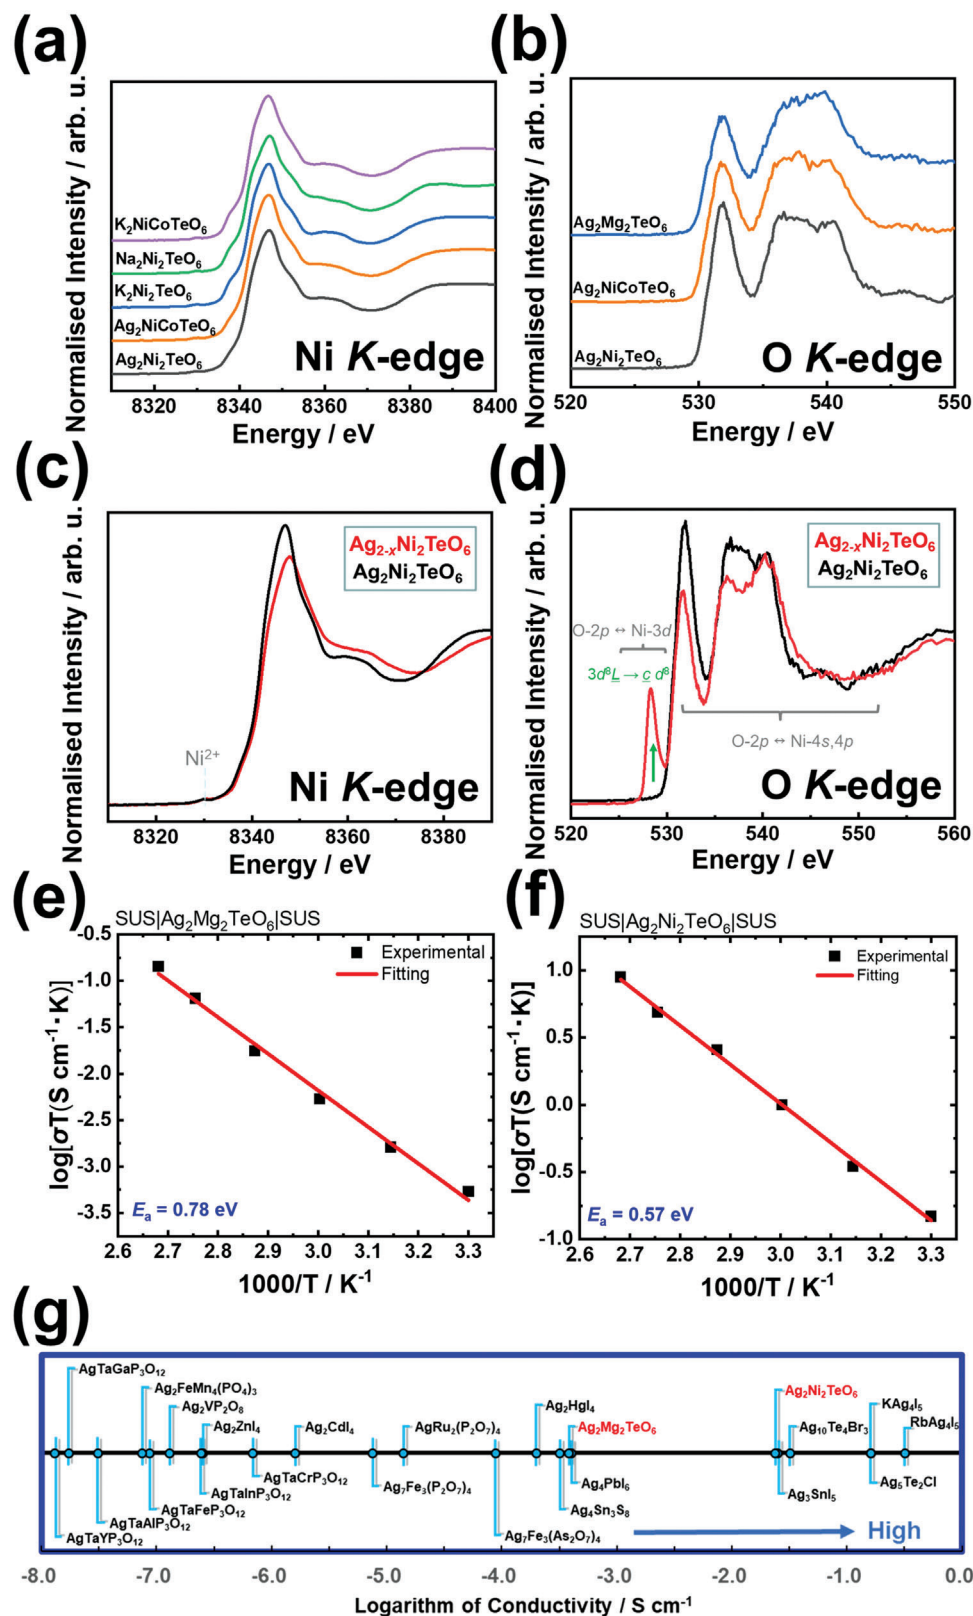 (a)
Normalised Intensity / arb. u.
K₂NiCoTeO₆
Na₂Ni₂TeO₆
K₂Ni₂TeO₆
Ag₂NiCoTeO₆
Ag₂Ni₂TeO₆
Ni K-edge
8320 8340 8360 8380 8400
Energy / eV
(b)
Normalised Intensity / arb. u.
Ag₂Mg₂TeO₆
Ag₂NiCoTeO₆
Ag₂Ni₂TeO₆
O K-edge
520 530 540 550
Energy / eV
(c)
Normalised Intensity / arb. u.
Ag₂₋ₓNi₂TeO₆
Ag₂Ni₂TeO₆
Ni²⁺
Ni K-edge
8320 8340 8360 8380
Energy / eV
(d)
Normalised Intensity / arb. u.
Ag₂₋ₓNi₂TeO₆
Ag₂Ni₂TeO₆
O-2p ↔ Ni-3d
3d⁸L → c d⁸
O-2p ↔ Ni-4s,4p
O K-edge
520 530 540 550 560
Energy / eV
(e)
SUS|Ag₂Mg₂TeO₆|SUS
Experimental
Fitting
log[σT(S cm⁻¹·K)]
-0.5
-1.0
-1.5
-2.0
-2.5
-3.0
-3.5
Eₐ = 0.78 eV
2.6 2.7 2.8 2.9 3.0 3.1 3.2 3.3
1000/T / K⁻¹
(f)
SUS|Ag₂Ni₂TeO₆|SUS
Experimental
Fitting
log[σT(S cm⁻¹·K)]
1.0
0.5
0.0
-0.5
-1.0
Eₐ = 0.57 eV
2.6 2.7 2.8 2.9 3.0 3.1 3.2 3.3
1000/T / K⁻¹
(g)
AgTaGaP₃O₁₂
Ag₂FeMn₄(PO₄)₃
Ag₂VP₂O₈
Ag₂ZnI₄
Ag₂CdI₄
AgRu₂(P₂O₇)₄
Ag₂HgI₄
Ag₂Mg₂TeO₆
Ag₂Ni₂TeO₆
Ag₁₀Te₄Br₃
KAg₄I₅
RbAg₄I₅
AgTaYP₃O₁₂
AgTaAlP₃O₁₂
AgTaFeP₃O₁₂
AgTaInP₃O₁₂
AgTaCrP₃O₁₂
Ag₇Fe₃(P₂O₇)₄
Ag₇Fe₃(As₂O₇)₄
Ag₄Sn₃S₈
Ag₄PbI₆
Ag₃SnI₅
Ag₅Te₂Cl
High
-8.0 -7.0 -6.0 -5.0 -4.0 -3.0 -2.0 -1.0 0.0
Logarithm of Conductivity / S cm⁻¹